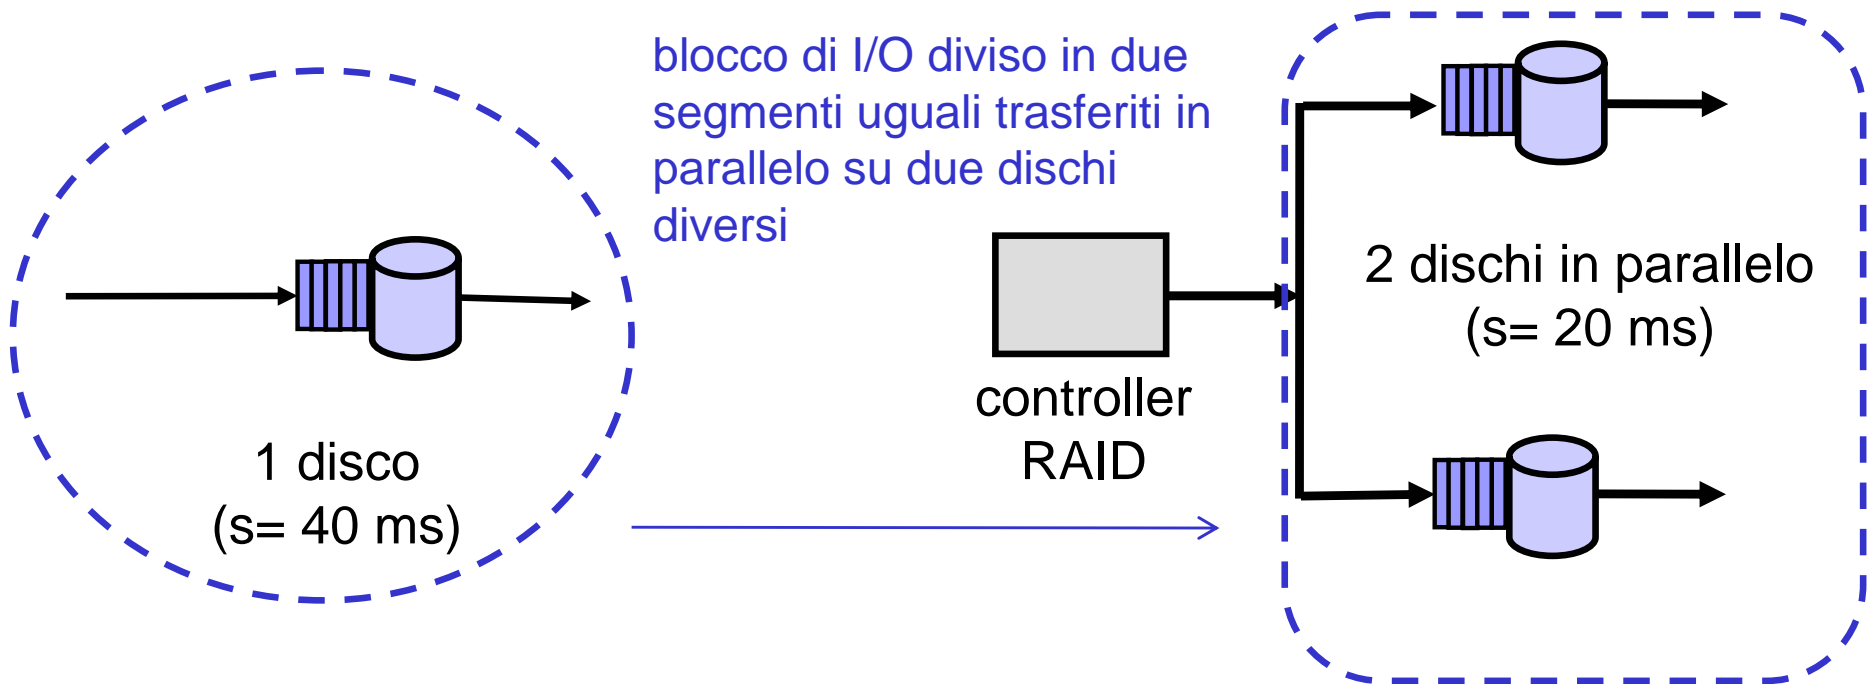 blocco di I/O diviso in due
segmenti uguali trasferiti in
parallelo su due dischi
diversi
1 disco
(s= 40 ms)
controller
RAID
2 dischi in parallelo
(s= 20 ms)